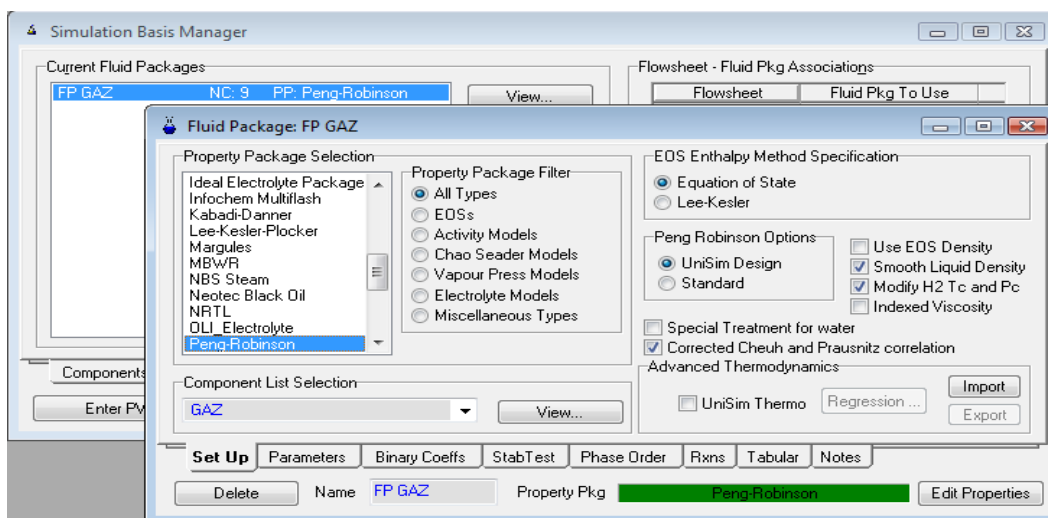 Simulation Basis Manager
Current Fluid Packages
FP GAZ NC: 9 PP: Peng-Robinson
View...
Flowsheet - Fluid Pkg Associations
Flowsheet Fluid Pkg To Use
Fluid Package: FP GAZ
Property Package Selection
Ideal Electrolyte Package
Infochem Multiflash
Kabadi-Danner
Lee-Kesler-Plocker
Margules
MBWR
NBS Steam
Neotec Black Oil
NRTL
OLI_Electrolyte
Peng-Robinson
Property Package Filter
All Types
EOSs
Activity Models
Chao Seader Models
Vapour Press Models
Electrolyte Models
Miscellaneous Types
EOS Enthalpy Method Specification
Equation of State
Lee-Kesler
Peng Robinson Options
UniSim Design
Standard
Use EOS Density
Smooth Liquid Density
Modify H2 Tc and Pc
Indexed Viscosity
Special Treatment for water
Corrected Cheuh and Prausnitz correlation
Component List Selection
GAZ
View...
Advanced Thermodynamics
UniSim Thermo
Regression ...
Import
Export
Components
Enter PV
Set Up Parameters Binary Coeffs StabTest Phase Order Rxns Tabular Notes
Delete Name FP GAZ Property Pkg Peng-Robinson Edit Properties